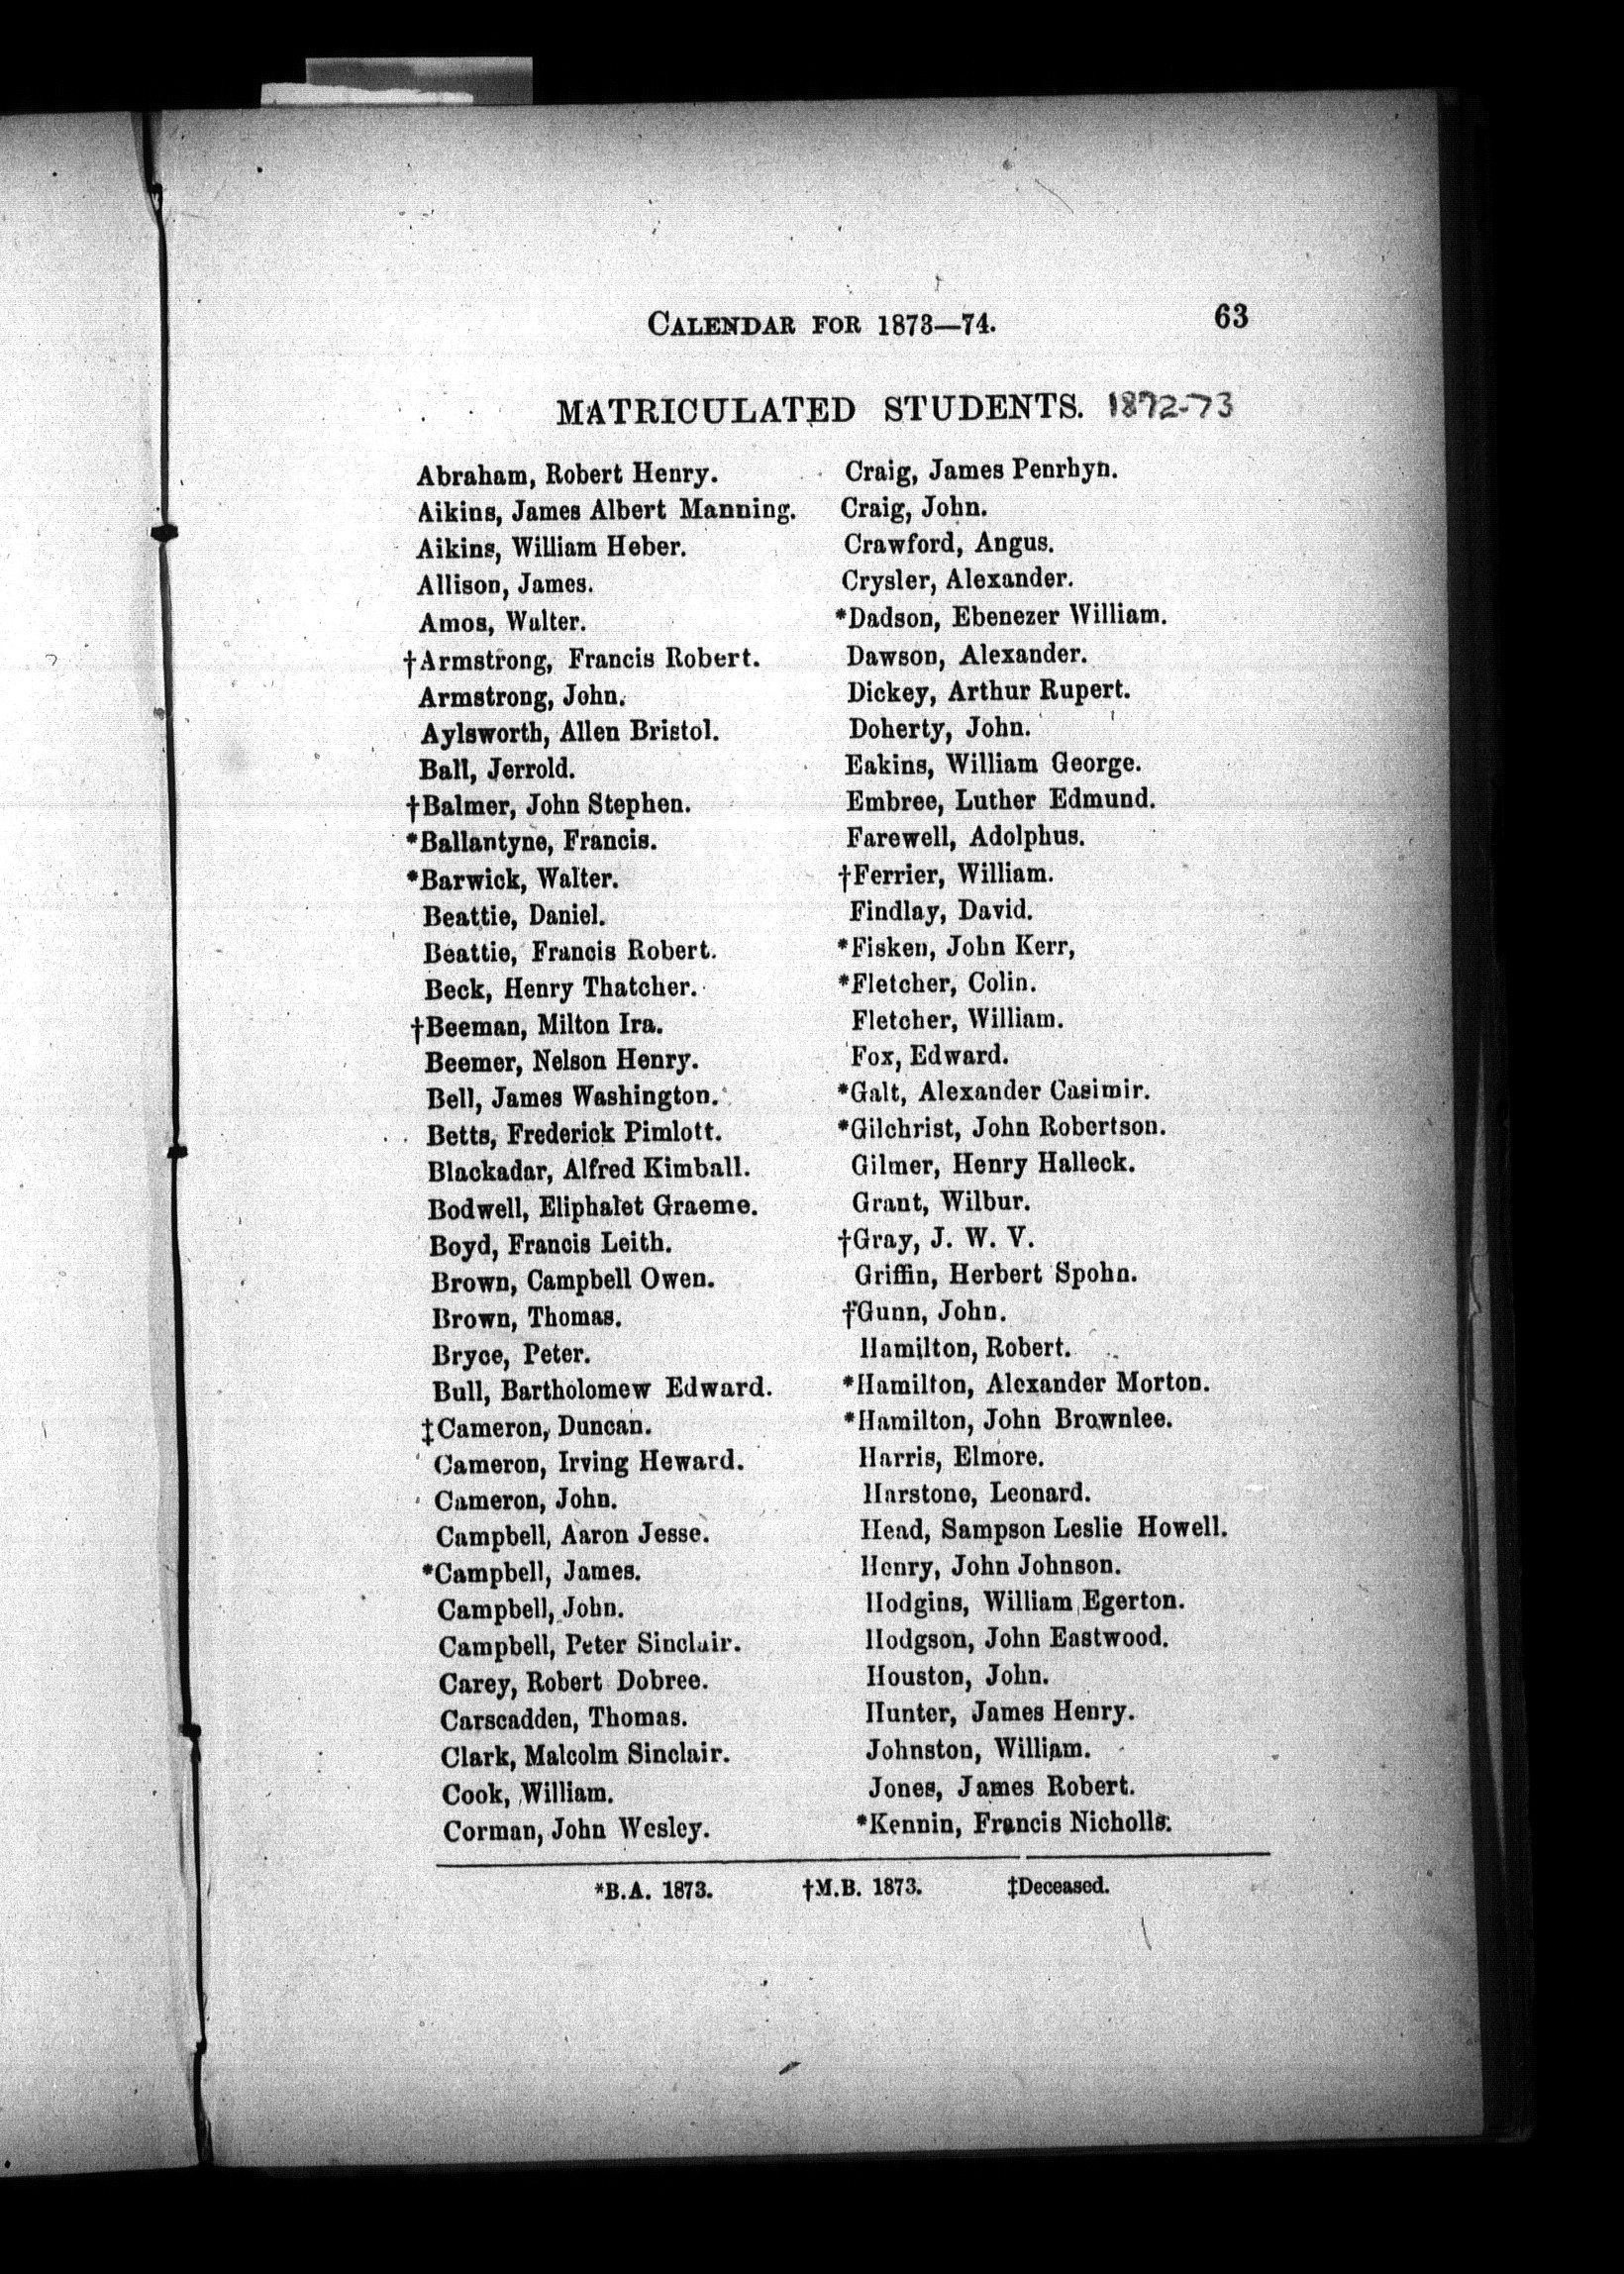 CALENDAR FOR 1873—74. 63
MATRICULATED STUDENTS. 1872-73
Abraham, Robert Henry.
Aikins, James Albert Manning.
Aikins, William Heber.
Allison, James.
Amos, Walter.
†Armstrong, Francis Robert.
Armstrong, John.
Aylsworth, Allen Bristol.
Ball, Jerrold.
†Balmer, John Stephen.
*Ballantyne, Francis.
*Barwick, Walter.
Beattie, Daniel.
Beattie, Francis Robert.
Beck, Henry Thatcher.
†Beeman, Milton Ira.
Beemer, Nelson Henry.
Bell, James Washington.
Betts, Frederick Pimlott.
Blackadar, Alfred Kimball.
Bodwell, Eliphalet Graeme.
Boyd, Francis Leith.
Brown, Campbell Owen.
Brown, Thomas.
Bryce, Peter.
Bull, Bartholomew Edward.
‡Cameron, Duncan.
Cameron, Irving Heward.
Cameron, John.
Campbell, Aaron Jesse.
*Campbell, James.
Campbell, John.
Campbell, Peter Sinclair.
Carey, Robert Dobree.
Carscadden, Thomas.
Clark, Malcolm Sinclair.
Cook, William.
Corman, John Wesley.
Craig, James Penrhyn.
Craig, John.
Crawford, Angus.
Crysler, Alexander.
*Dadson, Ebenezer William.
Dawson, Alexander.
Dickey, Arthur Rupert.
Doherty, John.
Eakins, William George.
Embree, Luther Edmund.
Farewell, Adolphus.
†Ferrier, William.
Findlay, David.
*Fisken, John Kerr,
*Fletcher, Colin.
Fletcher, William.
Fox, Edward.
*Galt, Alexander Casimir.
*Gilchrist, John Robertson.
Gilmer, Henry Halleck.
Grant, Wilbur.
†Gray, J. W. V.
Griffin, Herbert Spohn.
†Gunn, John.
Hamilton, Robert.
*Hamilton, Alexander Morton.
*Hamilton, John Brownlee.
Harris, Elmore.
Harstone, Leonard.
Head, Sampson Leslie Howell.
Henry, John Johnson.
Hodgins, William Egerton.
Hodgson, John Eastwood.
Houston, John.
Hunter, James Henry.
Johnston, William.
Jones, James Robert.
*Kennin, Francis Nicholls.
*B.A. 1873. †M.B. 1873. ‡Deceased.